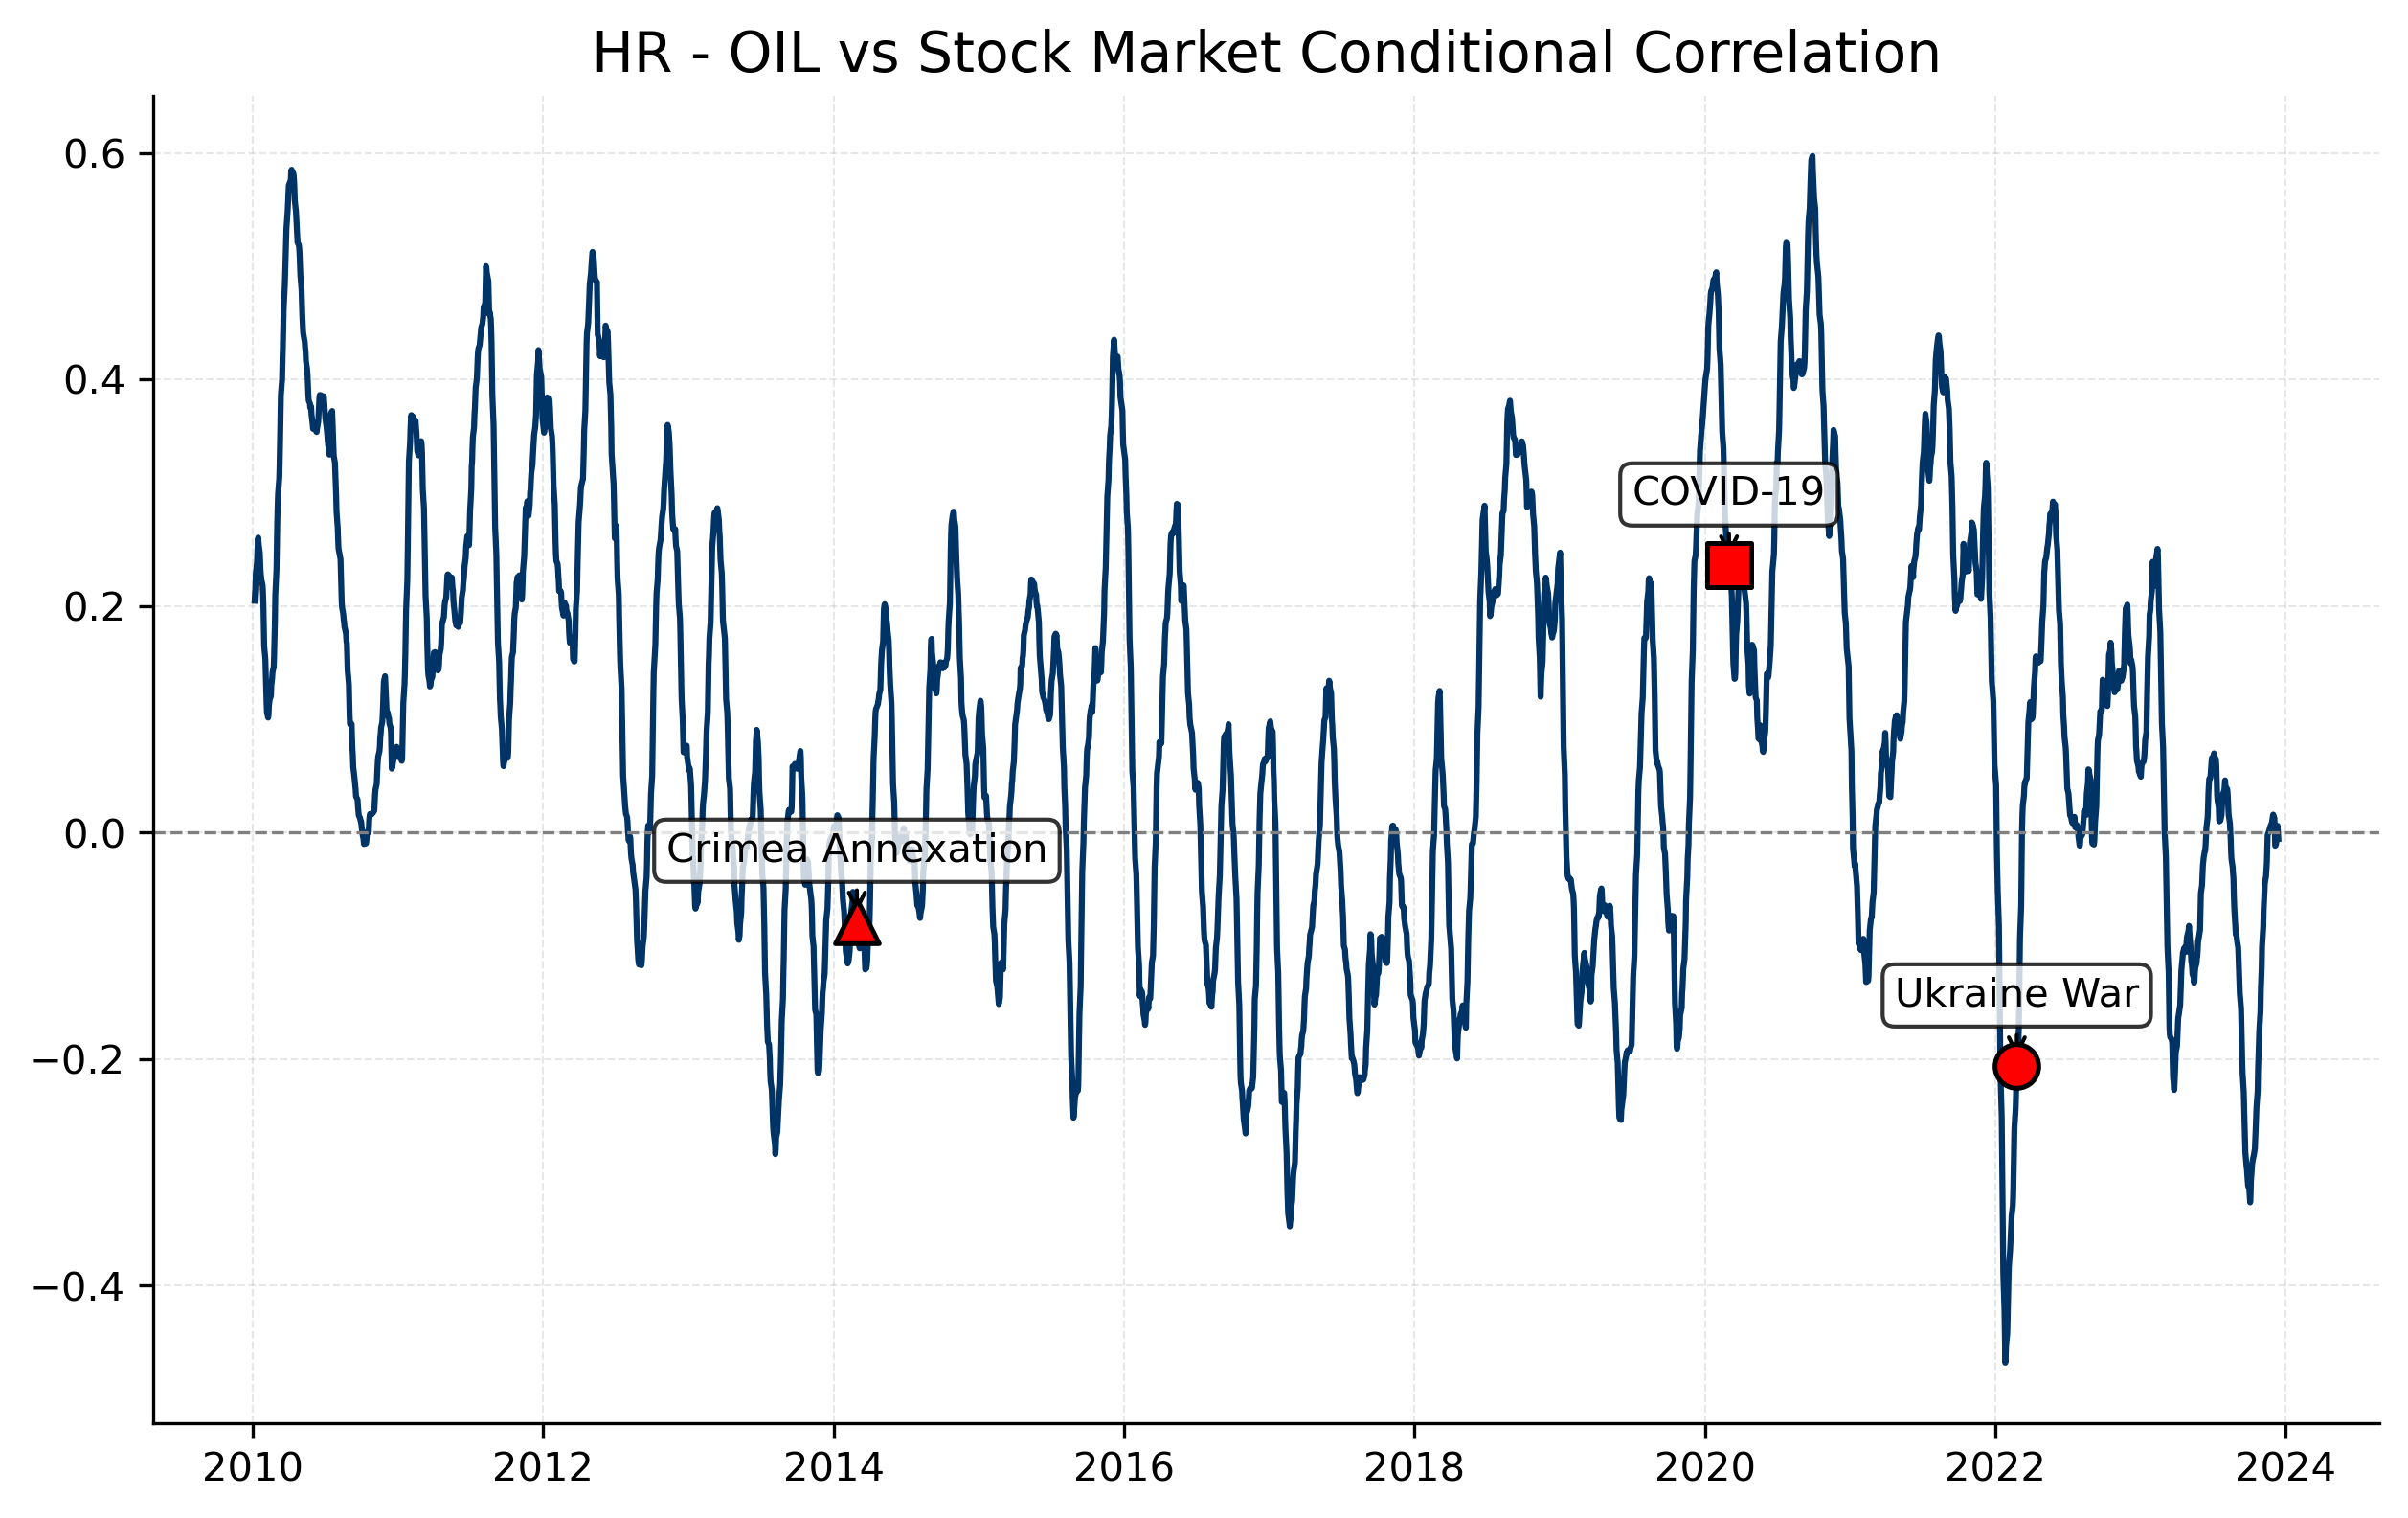 HR - OIL vs Stock Market Conditional Correlation
0.6
0.4
0.2
0.0
−0.2
−0.4
COVID-19
Crimea Annexation
Ukraine War
2010 2012 2014 2016 2018 2020 2022 2024